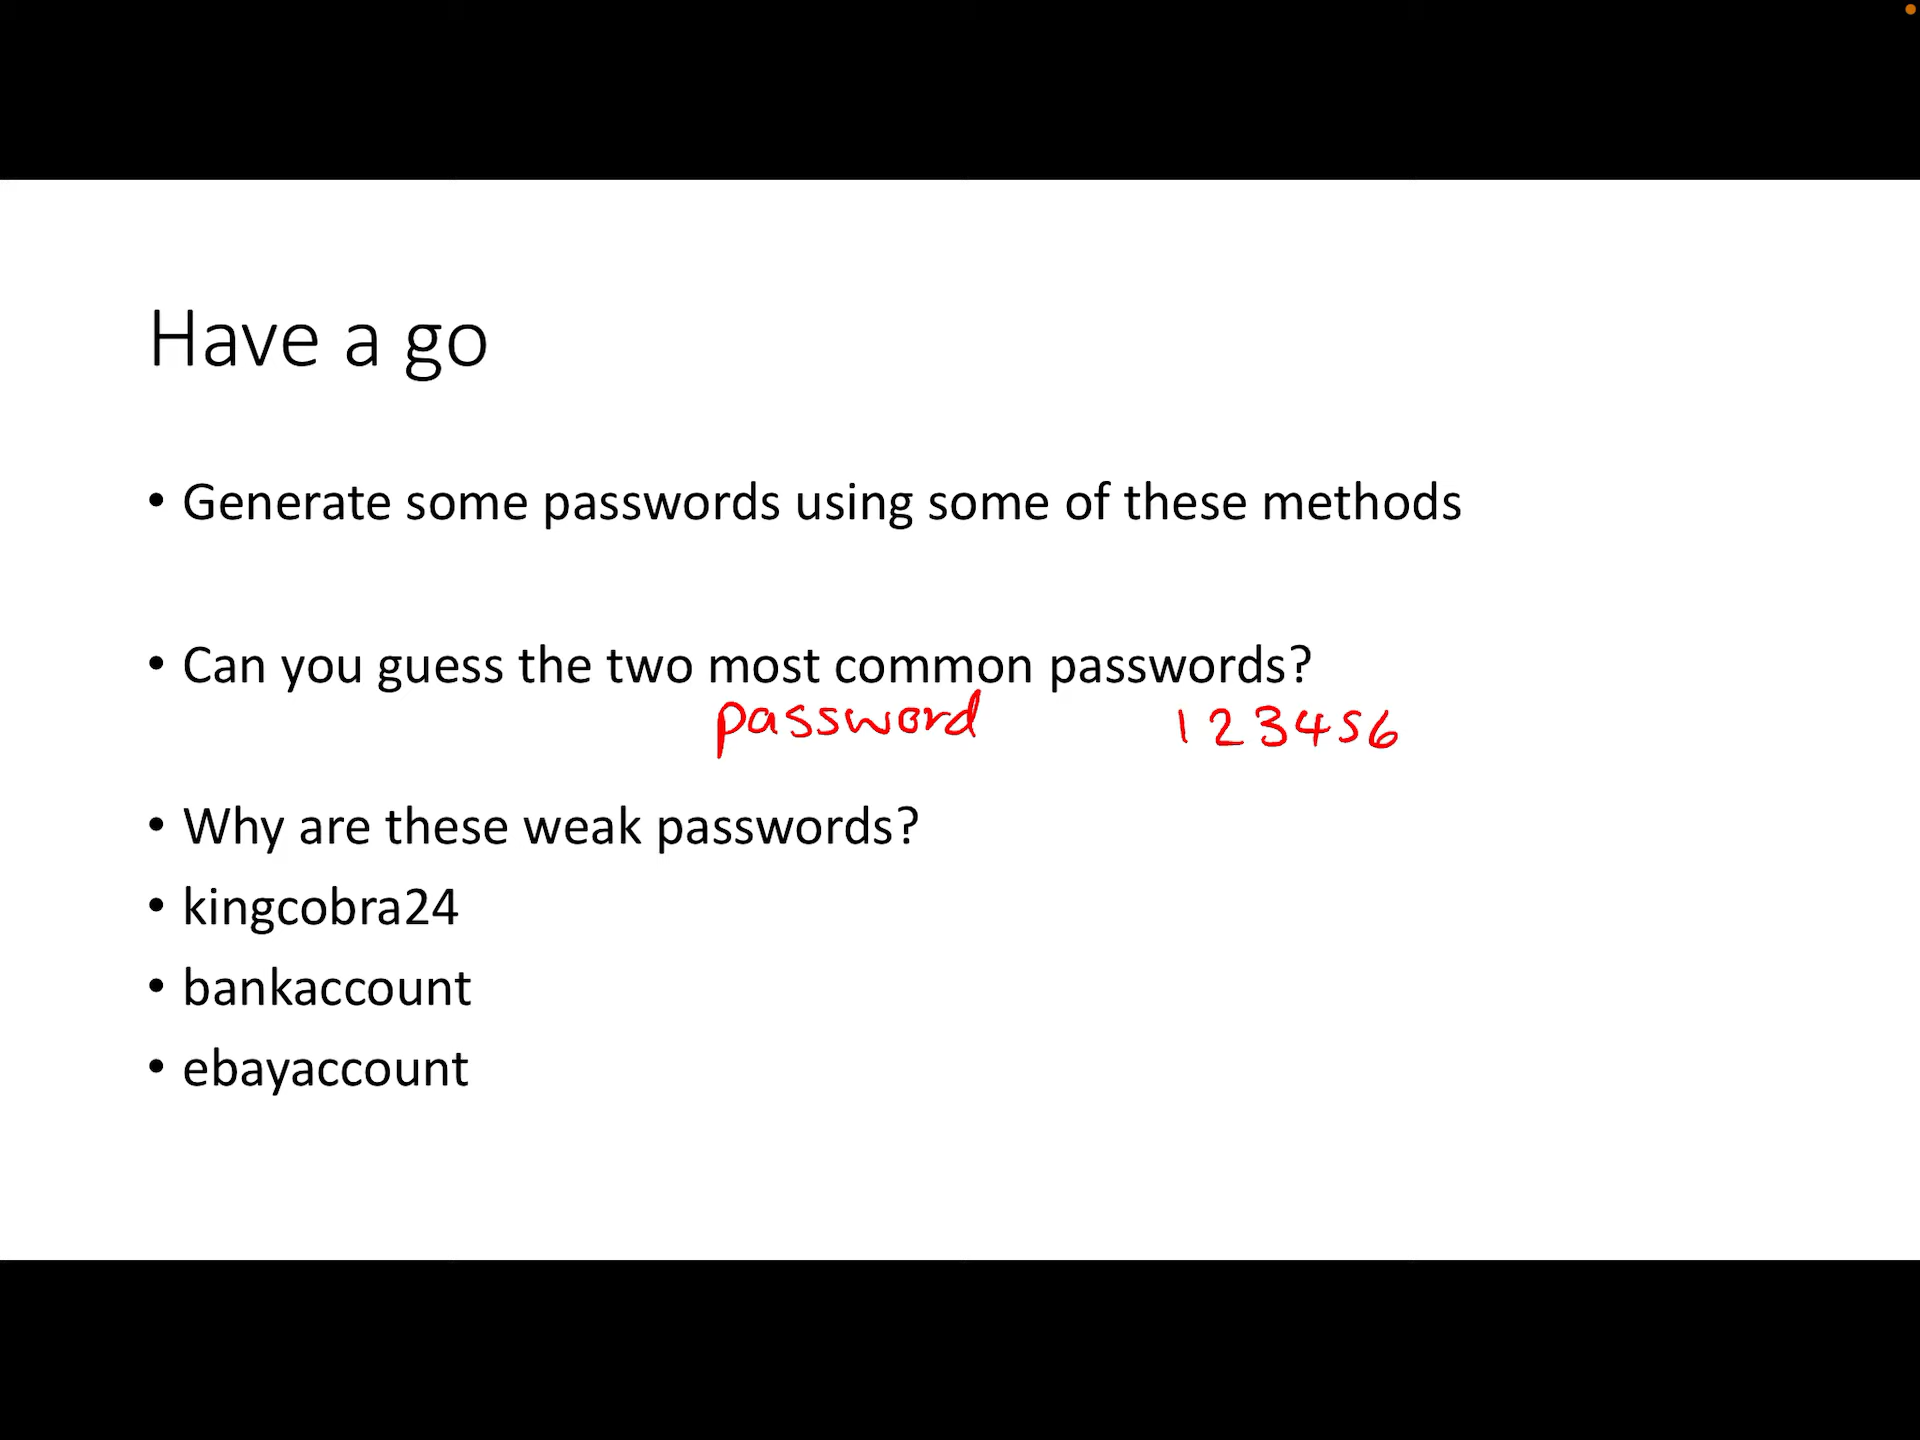 Have a go
• Generate some passwords using some of these methods
• Can you guess the two most common passwords?
password 123456
• Why are these weak passwords?
• kingcobra24
• bankaccount
• ebayaccount